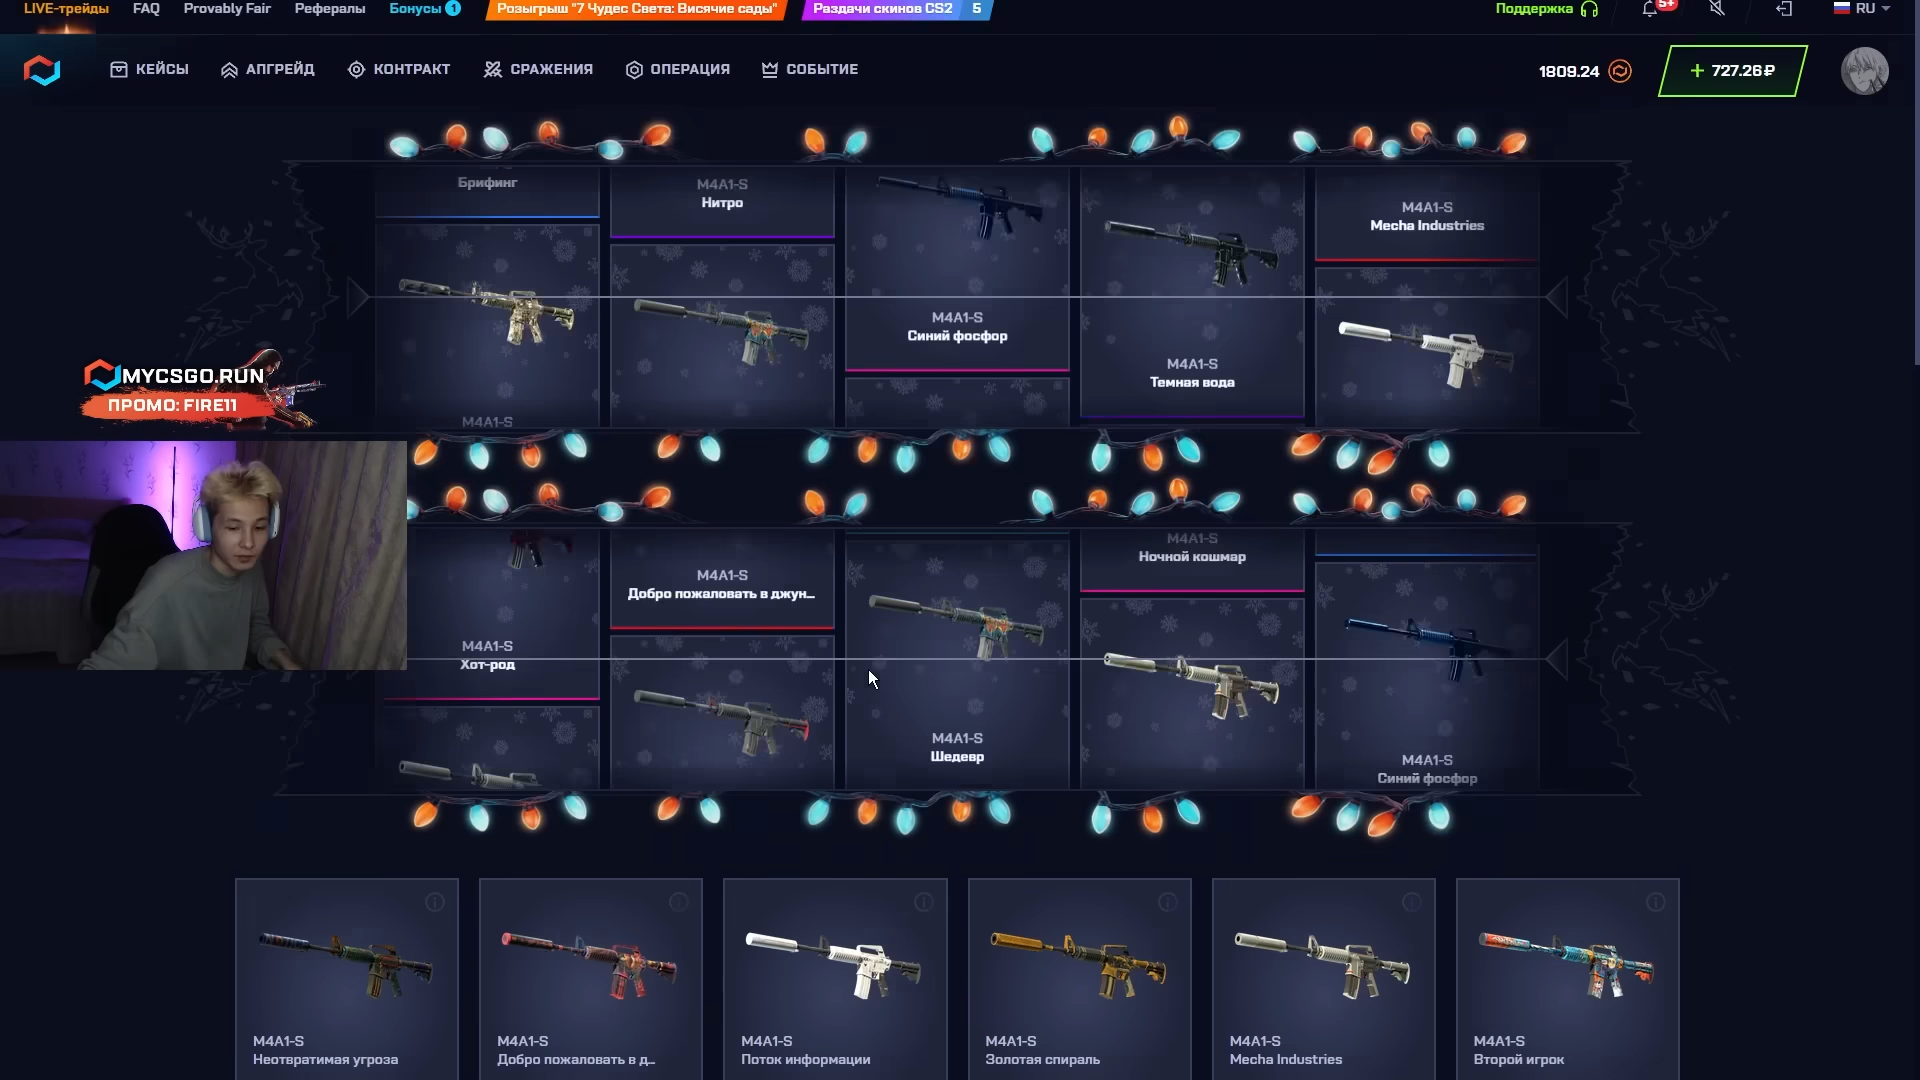 LIVE-трейды FAQ Provably Fair Рефералы Бонусы 1 Розыгрыш "7 Чудес Света: Висячие сады" Раздачи скинов CS2 5 Поддержка 5+ RU
КЕЙСЫ АПГРЕЙД КОНТРАКТ СРАЖЕНИЯ ОПЕРАЦИЯ СОБЫТИЕ 1809.24 + 727.26₽
Брифинг
M4A1-S
Нитро
M4A1-S
Синий фосфор
M4A1-S
Темная вода
M4A1-S
Mecha Industries
M4A1-S
MYCSGO.RUN
ПРОМО: FIRE11
M4A1-S
Хот-род
M4A1-S
Добро пожаловать в джун...
M4A1-S
Шедевр
M4A1-S
Ночной кошмар
M4A1-S
Синий фосфор
M4A1-S
Неотвратимая угроза
M4A1-S
Добро пожаловать в д...
M4A1-S
Поток информации
M4A1-S
Золотая спираль
M4A1-S
Mecha Industries
M4A1-S
Второй игрок